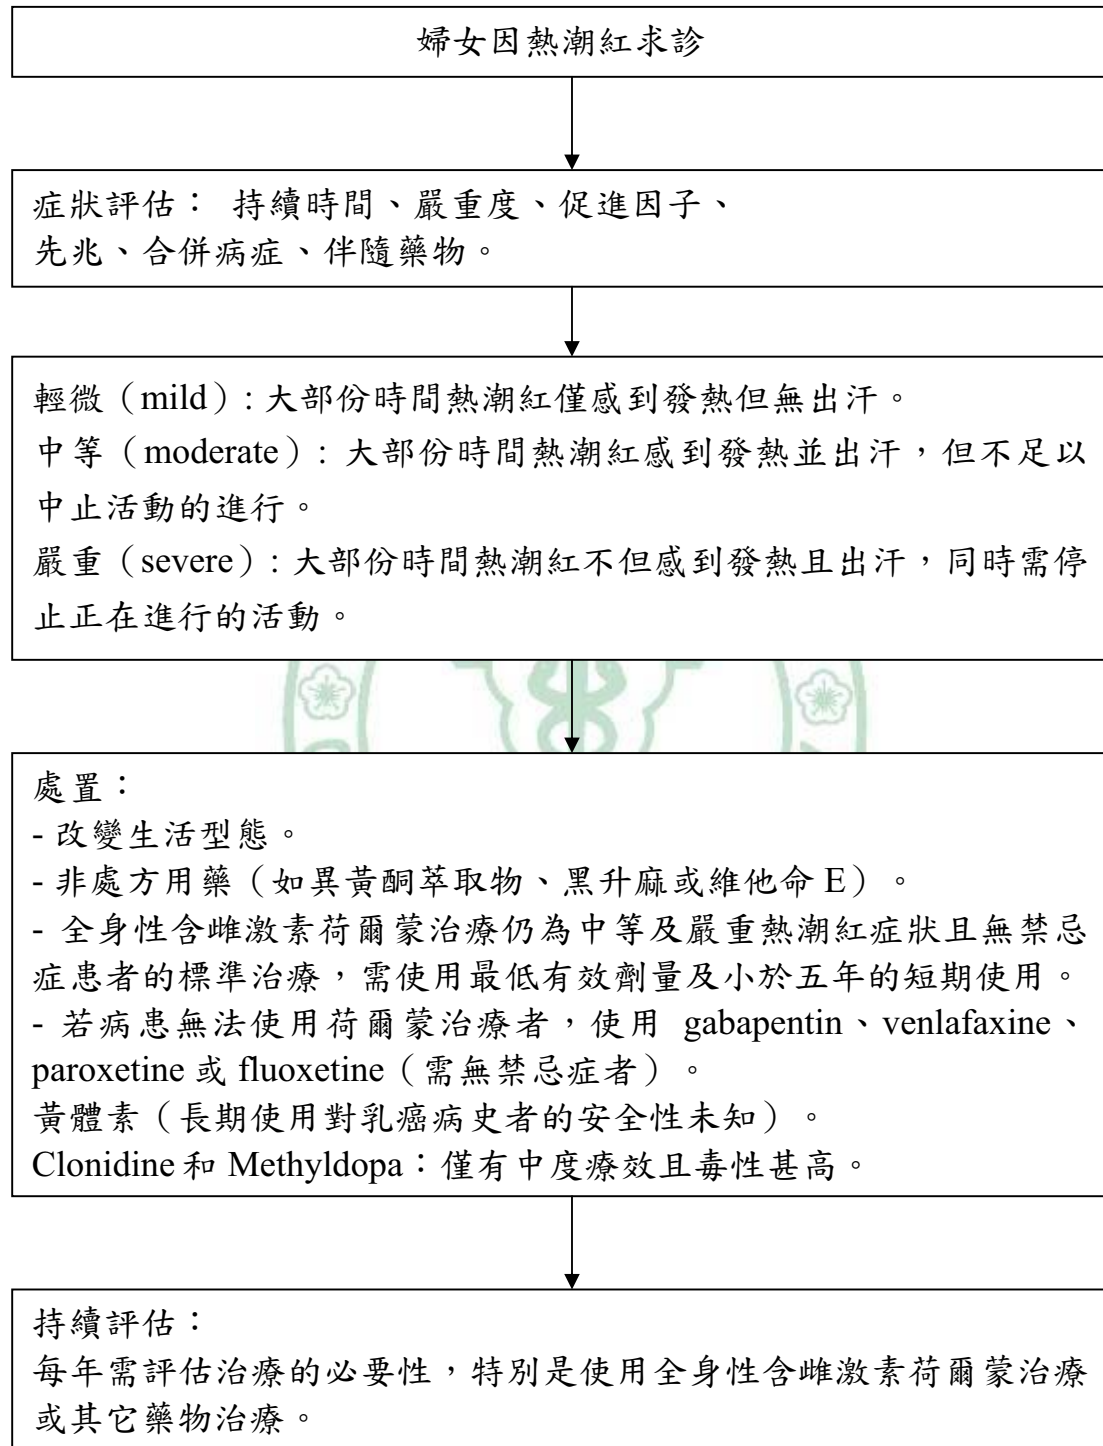 婦女因熱潮紅求診
症狀評估： 持續時間、嚴重度、促進因子、
先兆、合併病症、伴隨藥物。
輕微（mild）: 大部份時間熱潮紅僅感到發熱但無出汗。
中等（moderate）: 大部份時間熱潮紅感到發熱並出汗，但不足以
中止活動的進行。
嚴重（severe）: 大部份時間熱潮紅不但感到發熱且出汗，同時需停
止正在進行的活動。
處置：
- 改變生活型態。
- 非處方用藥（如異黃酮萃取物、黑升麻或維他命 E）。
- 全身性含雌激素荷爾蒙治療仍為中等及嚴重熱潮紅症狀且無禁忌
症患者的標準治療，需使用最低有效劑量及小於五年的短期使用。
- 若病患無法使用荷爾蒙治療者，使用 gabapentin、venlafaxine、
paroxetine 或 fluoxetine（需無禁忌症者）。
黃體素（長期使用對乳癌病史者的安全性未知）。
Clonidine 和 Methyldopa：僅有中度療效且毒性甚高。
持續評估：
每年需評估治療的必要性，特別是使用全身性含雌激素荷爾蒙治療
或其它藥物治療。